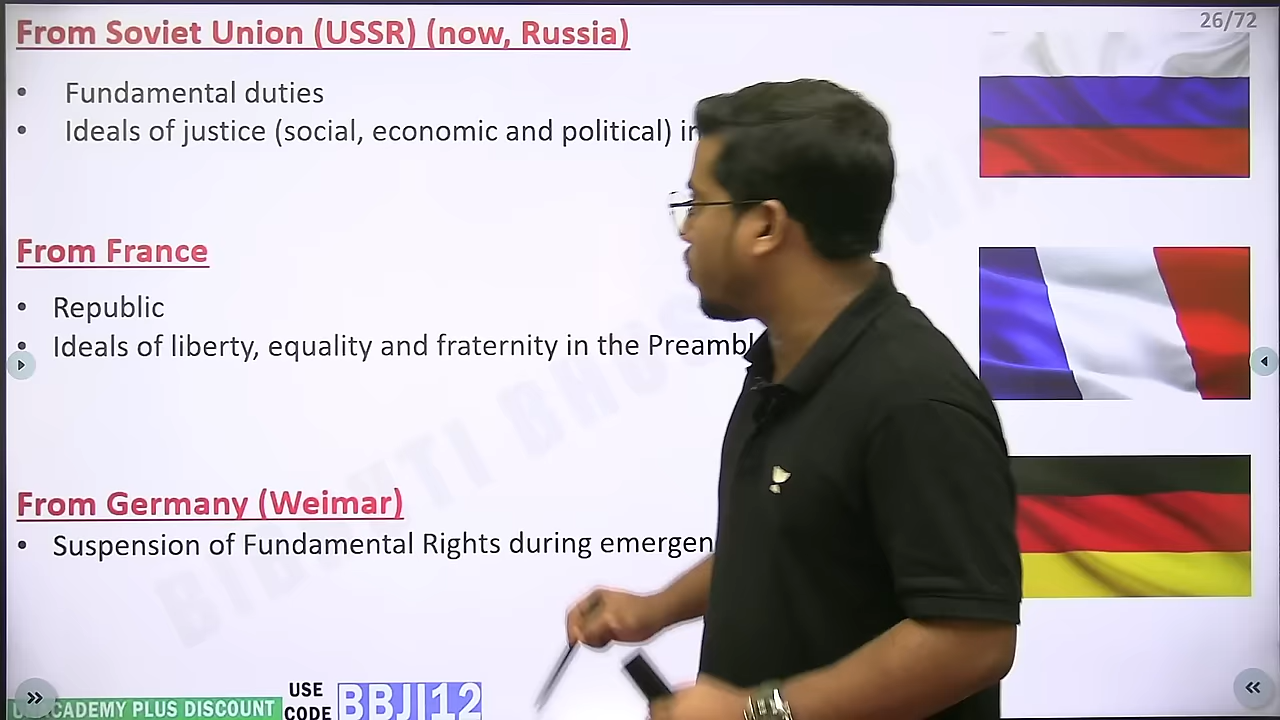 26/72
From Soviet Union (USSR) (now, Russia)
• Fundamental duties
• Ideals of justice (social, economic and political) in
From France
• Republic
• Ideals of liberty, equality and fraternity in the Preambl
From Germany (Weimar)
• Suspension of Fundamental Rights during emergen
ACADEMY PLUS DISCOUNT
USE
CODE
BBJI12